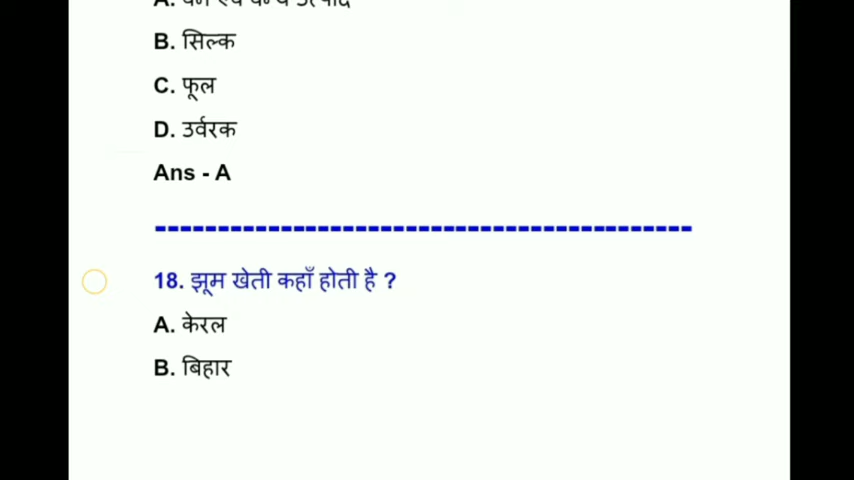 A.
B. सिल्क
C. फूल
D. उर्वरक
Ans - A
18. झूम खेती कहाँ होती है ?
A. केरल
B. बिहार